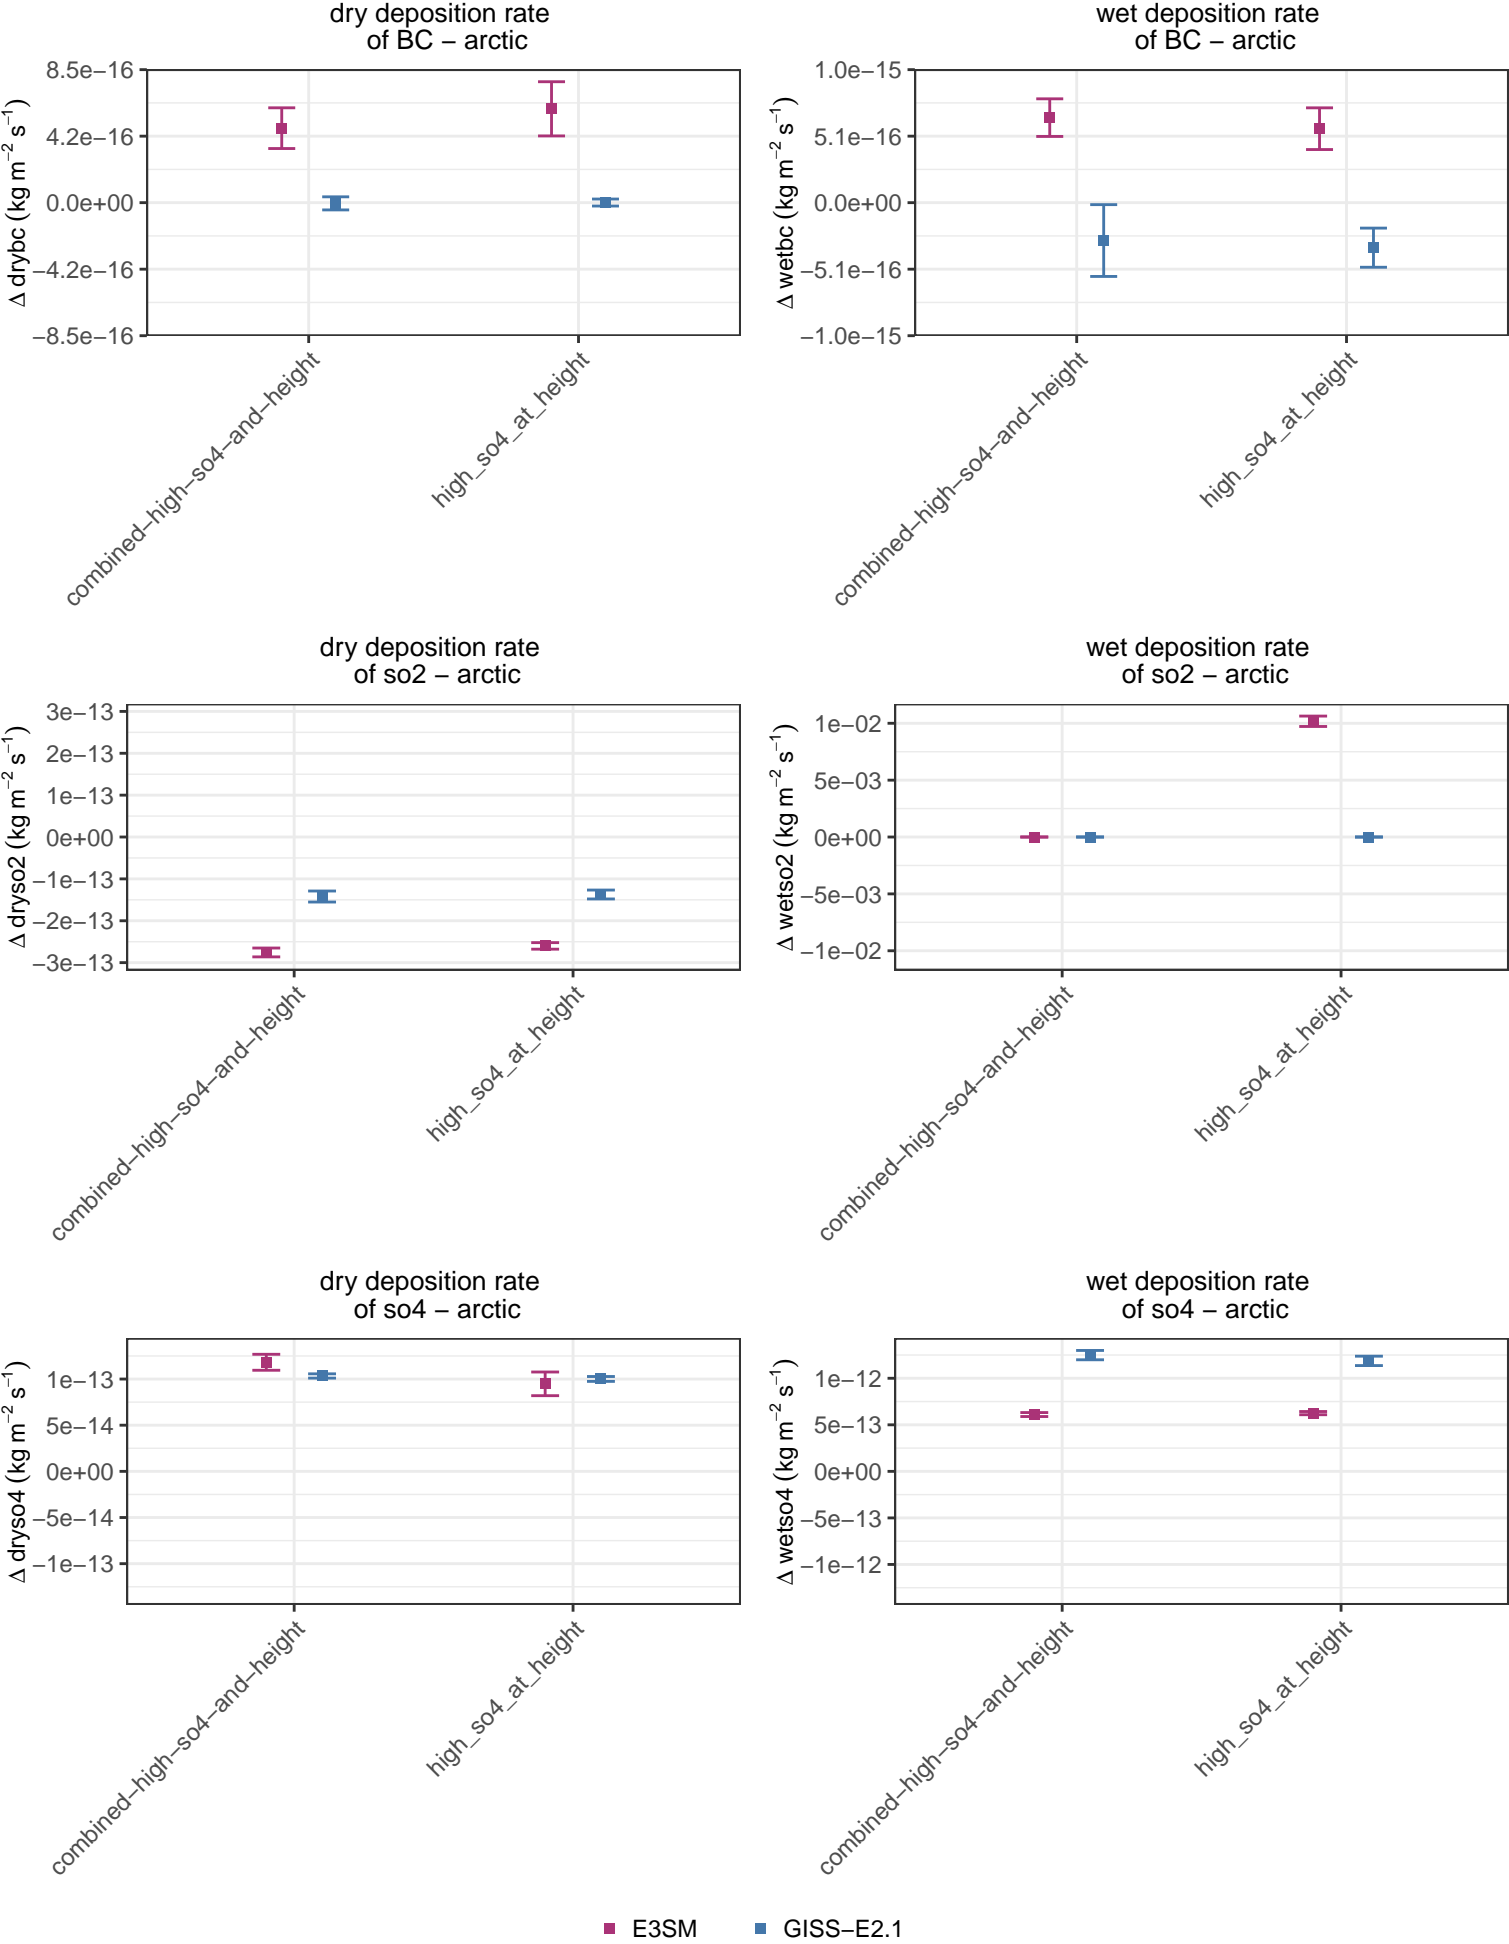 dry deposition rate
of BC − arctic
Δ drybc (kg m⁻² s⁻¹)
8.5e−16
4.2e−16
0.0e+00
−4.2e−16
−8.5e−16
combined−high−so4−and−height
high_so4_at_height
wet deposition rate
of BC − arctic
Δ wetbc (kg m⁻² s⁻¹)
1.0e−15
5.1e−16
0.0e+00
−5.1e−16
−1.0e−15
combined−high−so4−and−height
high_so4_at_height
dry deposition rate
of so2 − arctic
Δ dryso2 (kg m⁻² s⁻¹)
3e−13
2e−13
1e−13
0e+00
−1e−13
−2e−13
−3e−13
combined−high−so4−and−height
high_so4_at_height
wet deposition rate
of so2 − arctic
Δ wetso2 (kg m⁻² s⁻¹)
1e−02
5e−03
0e+00
−5e−03
−1e−02
combined−high−so4−and−height
high_so4_at_height
dry deposition rate
of so4 − arctic
Δ dryso4 (kg m⁻² s⁻¹)
1e−13
5e−14
0e+00
−5e−14
−1e−13
combined−high−so4−and−height
high_so4_at_height
wet deposition rate
of so4 − arctic
Δ wetso4 (kg m⁻² s⁻¹)
1e−12
5e−13
0e+00
−5e−13
−1e−12
combined−high−so4−and−height
high_so4_at_height
E3SM
GISS−E2.1